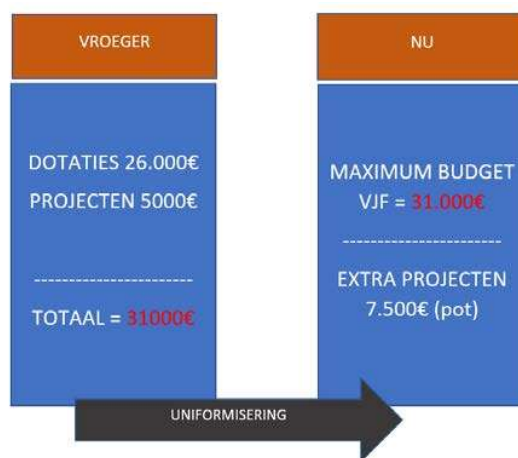 VROEGER
DOTATIES 26.000€
PROJECTEN 5000€
-----------------------
TOTAAL = 31000€
NU
MAXIMUM BUDGET
VJF = 31.000€
-----------------------
EXTRA PROJECTEN
7.500€ (pot)
UNIFORMISERING